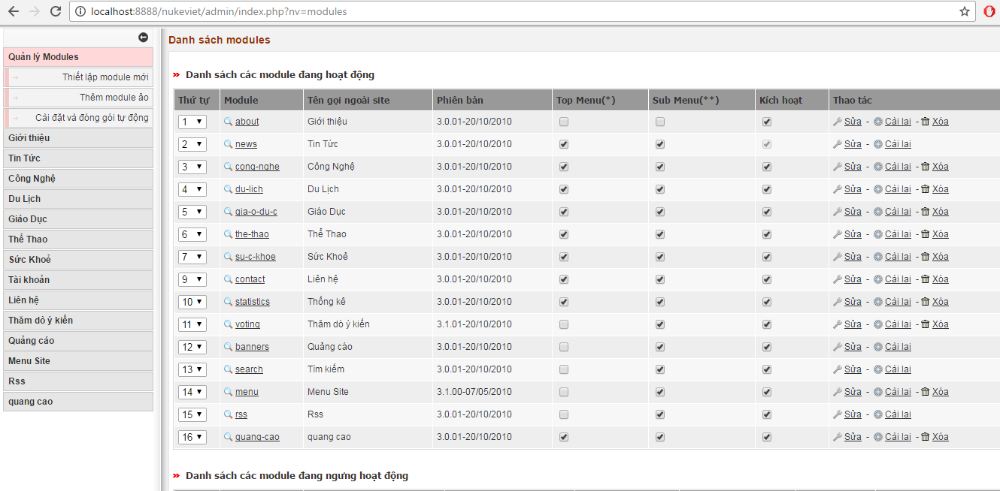 localhost:8888/nukeviet/admin/index.php?nv=modules
Quản lý Modules
Thiết lập module mới
Thêm module ảo
Cài đặt và đóng gói tự động
Giới thiệu
Tin Tức
Công Nghệ
Du Lịch
Giáo Dục
Thể Thao
Sức Khoẻ
Tài khoản
Liên hệ
Thăm dò ý kiến
Quảng cáo
Menu Site
Rss
quang cao
Danh sách modules
Danh sách các module đang hoạt động
Thứ tự Module Tên gọi ngoài site Phiên bản Top Menu(*) Sub Menu(**) Kích hoạt Thao tác
1 about Giới thiệu 3.0.01-20/10/2010 Sửa - Cài lại - Xóa
2 news Tin Tức 3.0.01-20/10/2010 Sửa - Cài lại
3 cong-nghe Công Nghệ 3.0.01-20/10/2010 Sửa - Cài lại - Xóa
4 du-lich Du Lịch 3.0.01-20/10/2010 Sửa - Cài lại - Xóa
5 gia-o-du-c Giáo Dục 3.0.01-20/10/2010 Sửa - Cài lại - Xóa
6 the-thao Thể Thao 3.0.01-20/10/2010 Sửa - Cài lại - Xóa
7 su-c-khoe Sức Khoẻ 3.0.01-20/10/2010 Sửa - Cài lại - Xóa
9 contact Liên hệ 3.0.01-20/10/2010 Sửa - Cài lại - Xóa
10 statistics Thống kê 3.0.01-20/10/2010 Sửa - Cài lại - Xóa
11 voting Thăm dò ý kiến 3.1.01-20/10/2010 Sửa - Cài lại - Xóa
12 banners Quảng cáo 3.0.01-20/10/2010 Sửa - Cài lại
13 search Tìm kiếm 3.0.01-20/10/2010 Sửa - Cài lại
14 menu Menu Site 3.1.00-07/05/2010 Sửa - Cài lại - Xóa
15 rss Rss 3.0.01-20/10/2010 Sửa - Cài lại
16 quang-cao quang cao 3.0.01-20/10/2010 Sửa - Cài lại - Xóa
Danh sách các module đang ngưng hoạt động